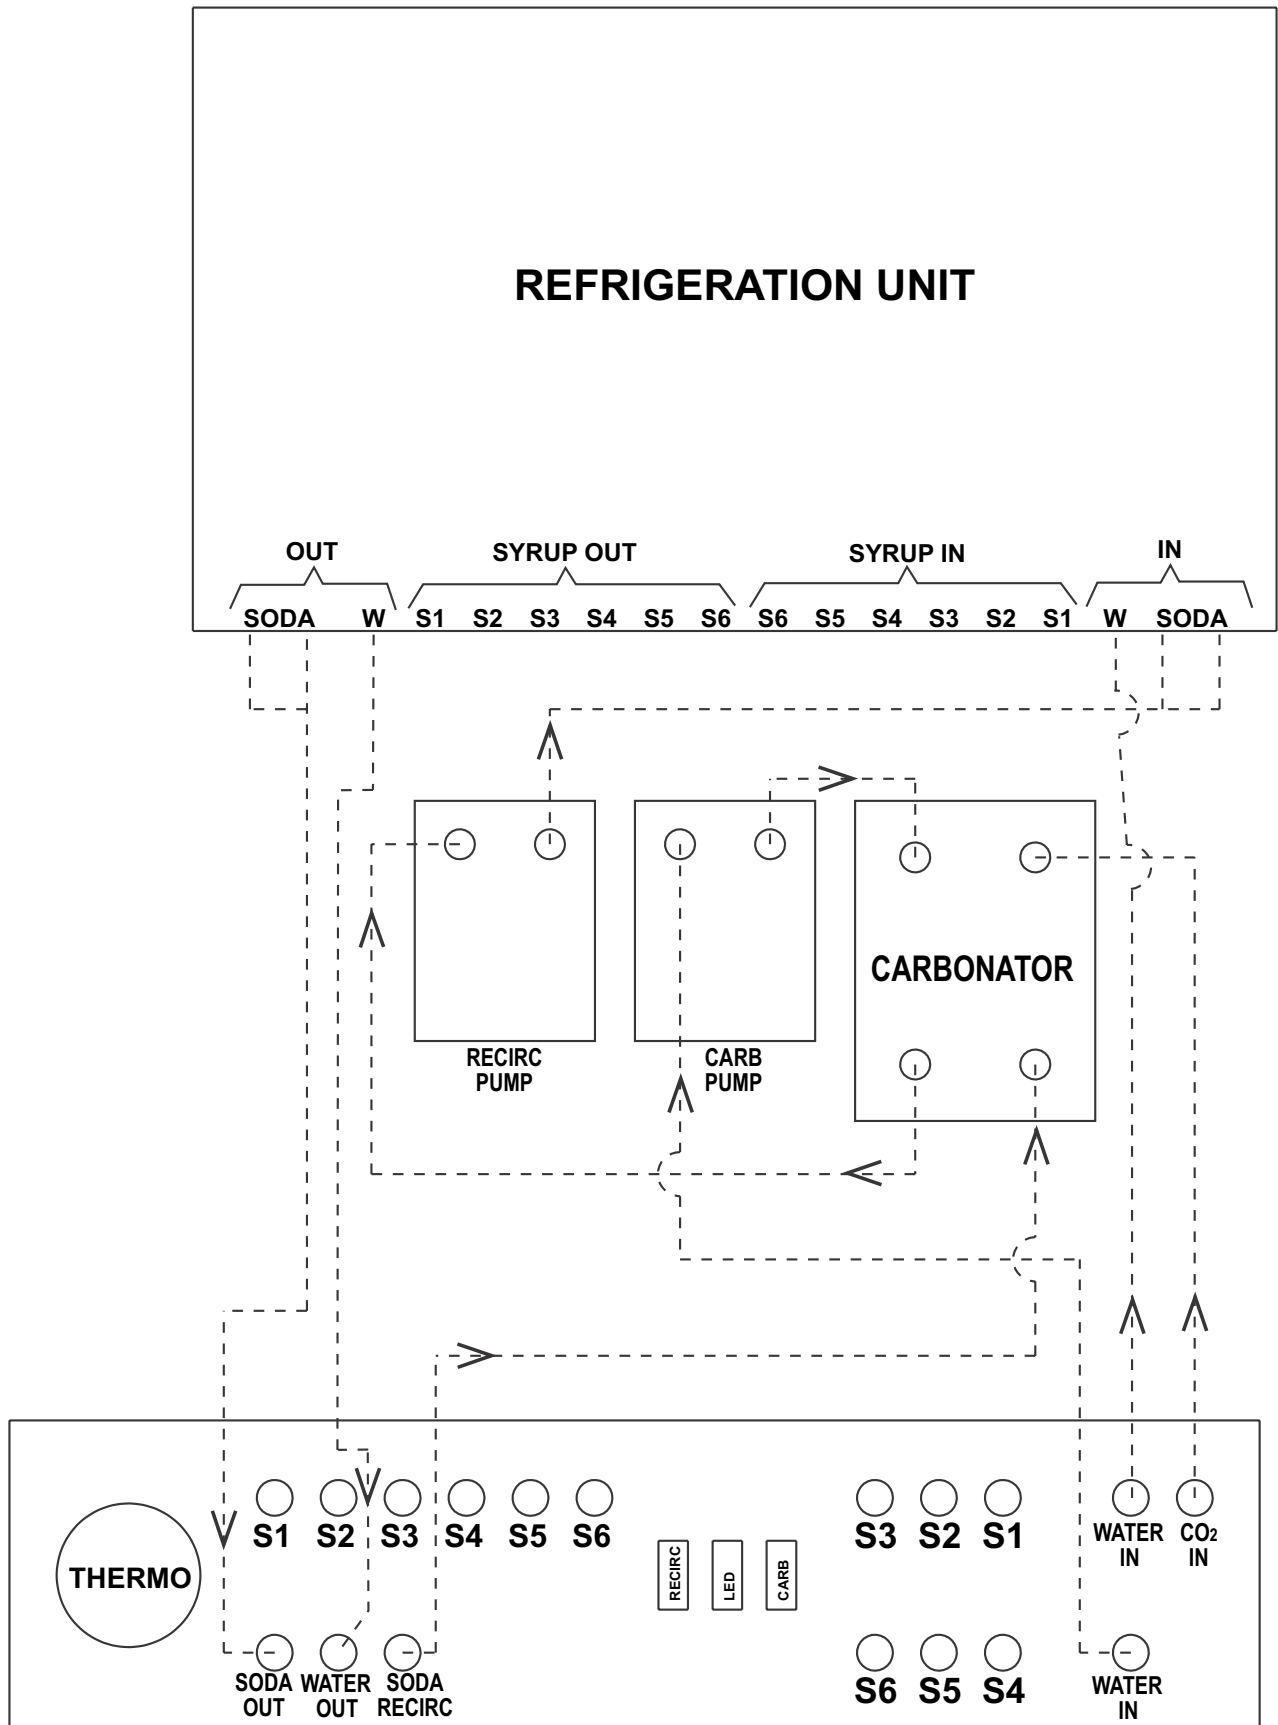 REFRIGERATION UNIT
OUT SYRUP OUT SYRUP IN IN
SODA W S1 S2 S3 S4 S5 S6 S6 S5 S4 S3 S2 S1 W SODA
CARBONATOR
RECIRC
PUMP
CARB
PUMP
THERMO
S1 S2 S3 S4 S5 S6
RECIRC
LED
CARB
S3 S2 S1
WATER
IN
CO2
IN
SODA
OUT
WATER
OUT
SODA
RECIRC
S6 S5 S4
WATER
IN